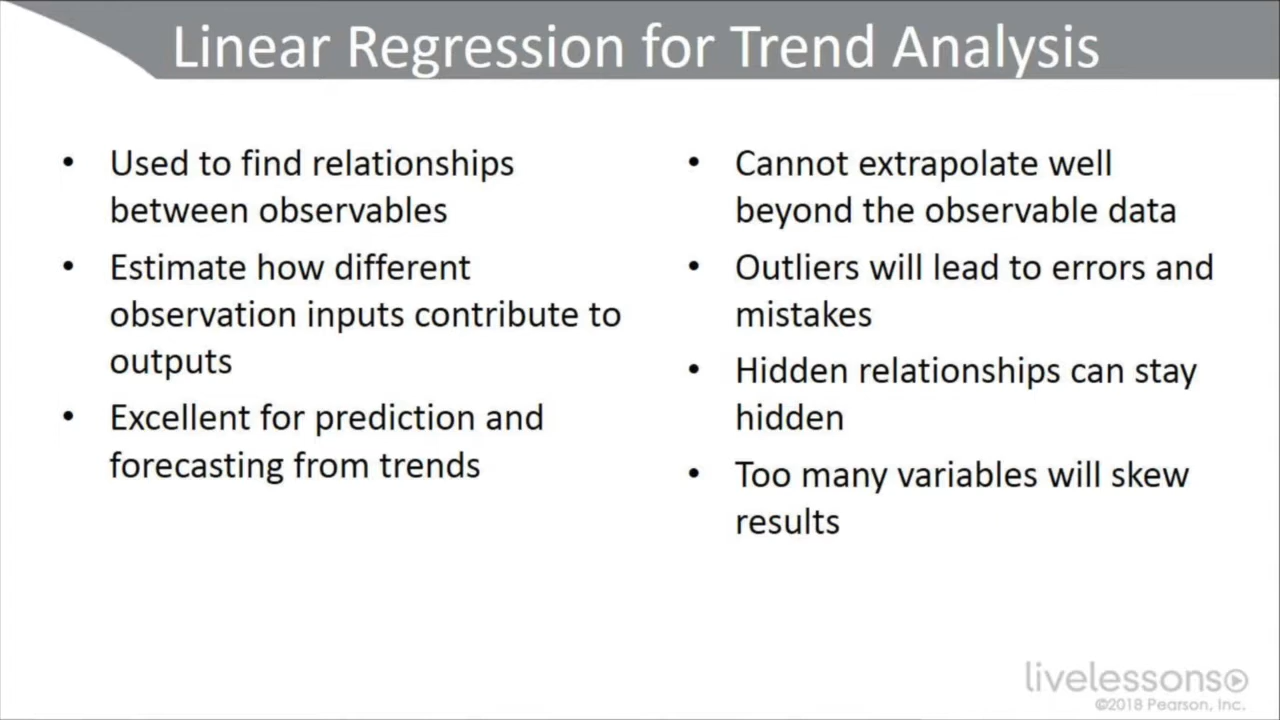 Linear Regression for Trend Analysis
• Used to find relationships
between observables
• Estimate how different
observation inputs contribute to
outputs
• Excellent for prediction and
forecasting from trends
• Cannot extrapolate well
beyond the observable data
• Outliers will lead to errors and
mistakes
• Hidden relationships can stay
hidden
• Too many variables will skew
results
livelessons
©2018 Pearson, Inc.